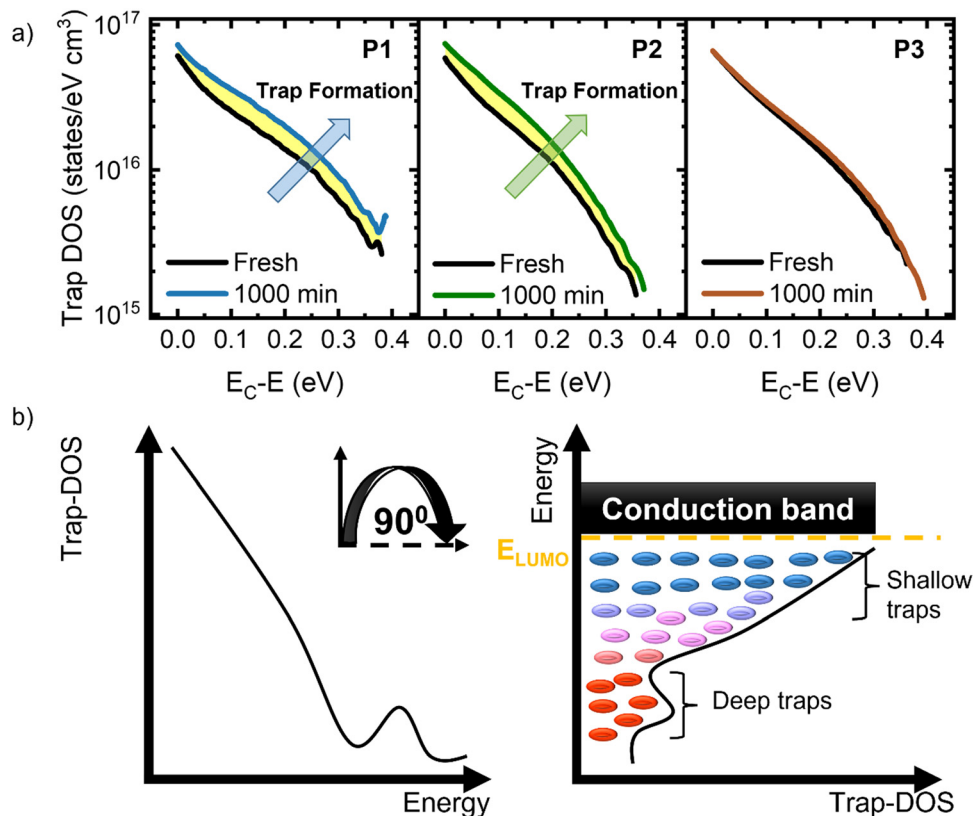 a)
Trap DOS (states/eV cm³)
10¹⁷
10¹⁶
10¹⁵
P1
Trap Formation
Fresh
1000 min
0.0 0.1 0.2 0.3 0.4
E_C-E (eV)
P2
Trap Formation
Fresh
1000 min
0.0 0.1 0.2 0.3 0.4
E_C-E (eV)
P3
Fresh
1000 min
0.0 0.1 0.2 0.3 0.4
E_C-E (eV)
b)
Trap-DOS
90⁰
Energy
Energy
Conduction band
E_LUMO
Shallow
traps
Deep traps
Trap-DOS